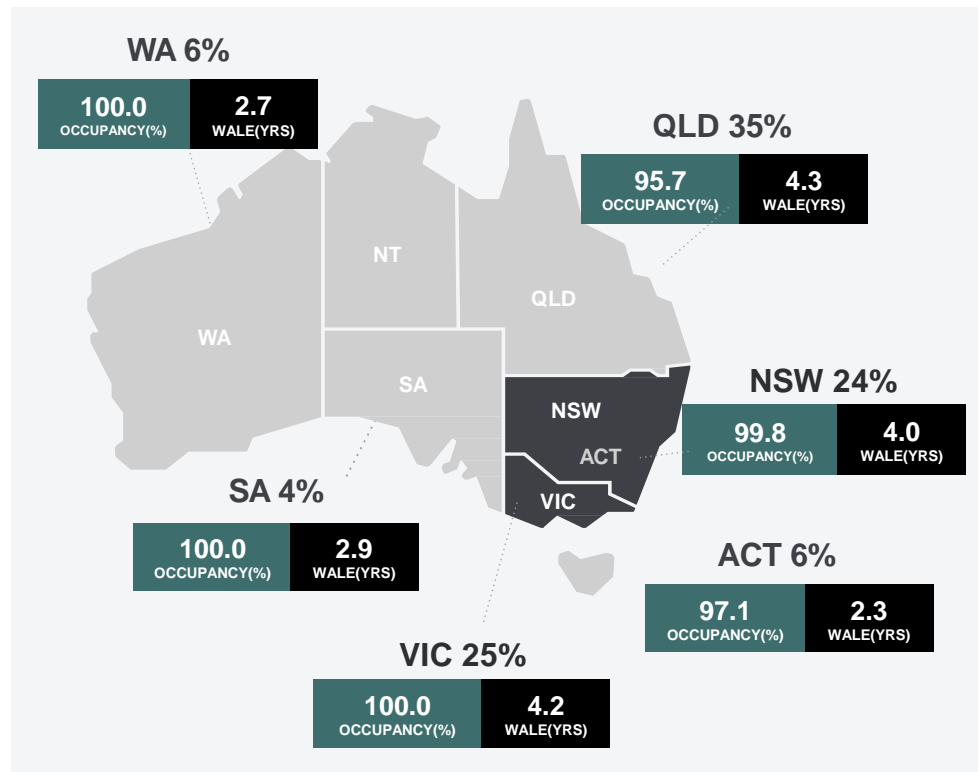 WA 6%
100.0
OCCUPANCY(%)
2.7
WALE(YRS)
QLD 35%
95.7
OCCUPANCY(%)
4.3
WALE(YRS)
NT
QLD
WA
SA
NSW 24%
NSW
99.8
OCCUPANCY(%)
4.0
WALE(YRS)
ACT
SA 4%
VIC
100.0
OCCUPANCY(%)
2.9
WALE(YRS)
ACT 6%
97.1
OCCUPANCY(%)
2.3
WALE(YRS)
VIC 25%
100.0
OCCUPANCY(%)
4.2
WALE(YRS)